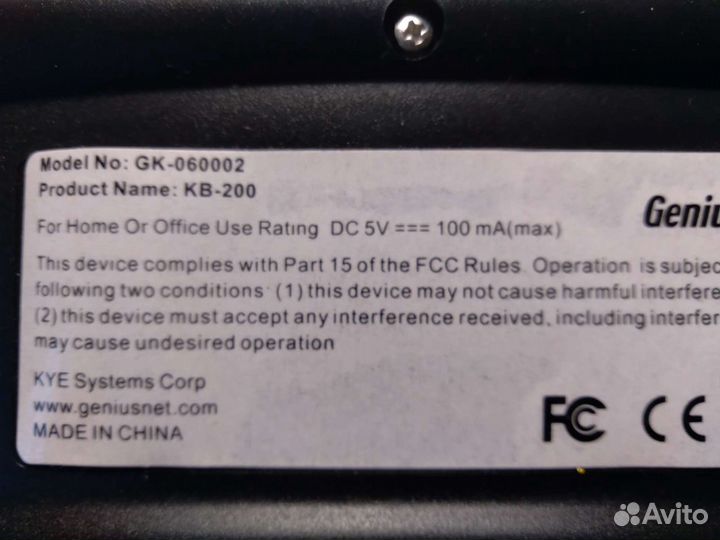 Model No: GK-060002
Product Name: KB-200
Geniu
For Home Or Office Use Rating DC 5V === 100 mA(max)
This device complies with Part 15 of the FCC Rules. Operation is subjec
following two conditions: (1) this device may not cause harmful interfere
(2) this device must accept any interference received, including interfer
may cause undesired operation
KYE Systems Corp
www.geniusnet.com
MADE IN CHINA
FC CE
Avito